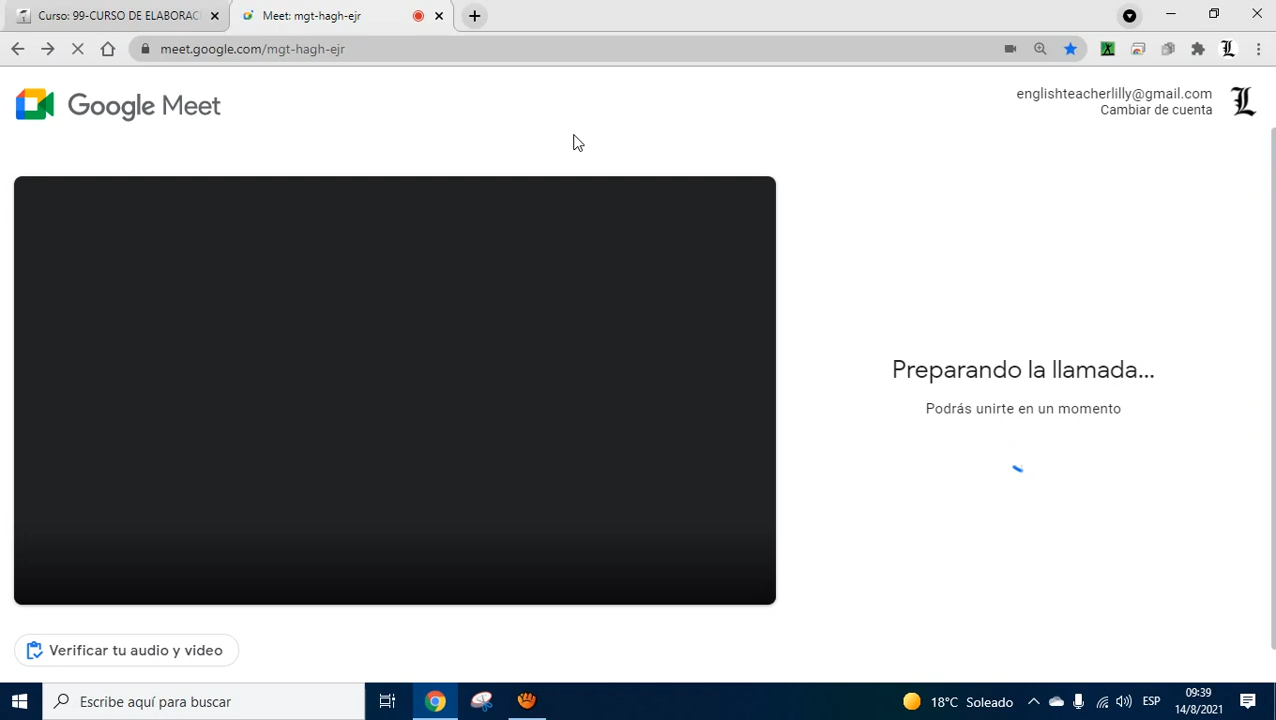 Curso: 99-CURSO DE ELABORACI
Meet: mgt-hagh-ejr
meet.google.com/mgt-hagh-ejr
Google Meet
englishteacherlilly@gmail.com
Cambiar de cuenta
L
Preparando la llamada...
Podrás unirte en un momento
Verificar tu audio y video
Escribe aquí para buscar
18°C Soleado
ESP
09:39
14/8/2021